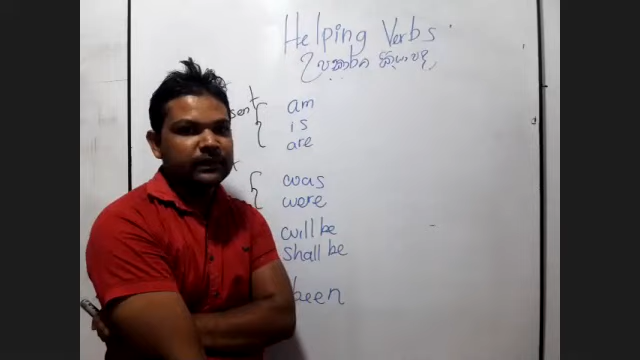 Helping Verbs
උපකාරක ක්‍රියා පද
am
is
are
was
were
will be
shall be
been